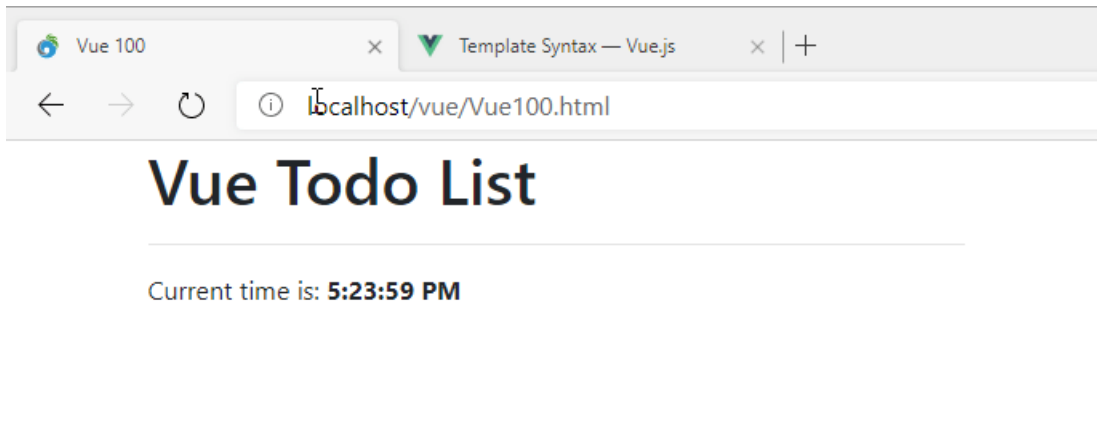 Vue 100
Template Syntax — Vue.js
localhost/vue/Vue100.html
Vue Todo List
Current time is: 5:23:59 PM